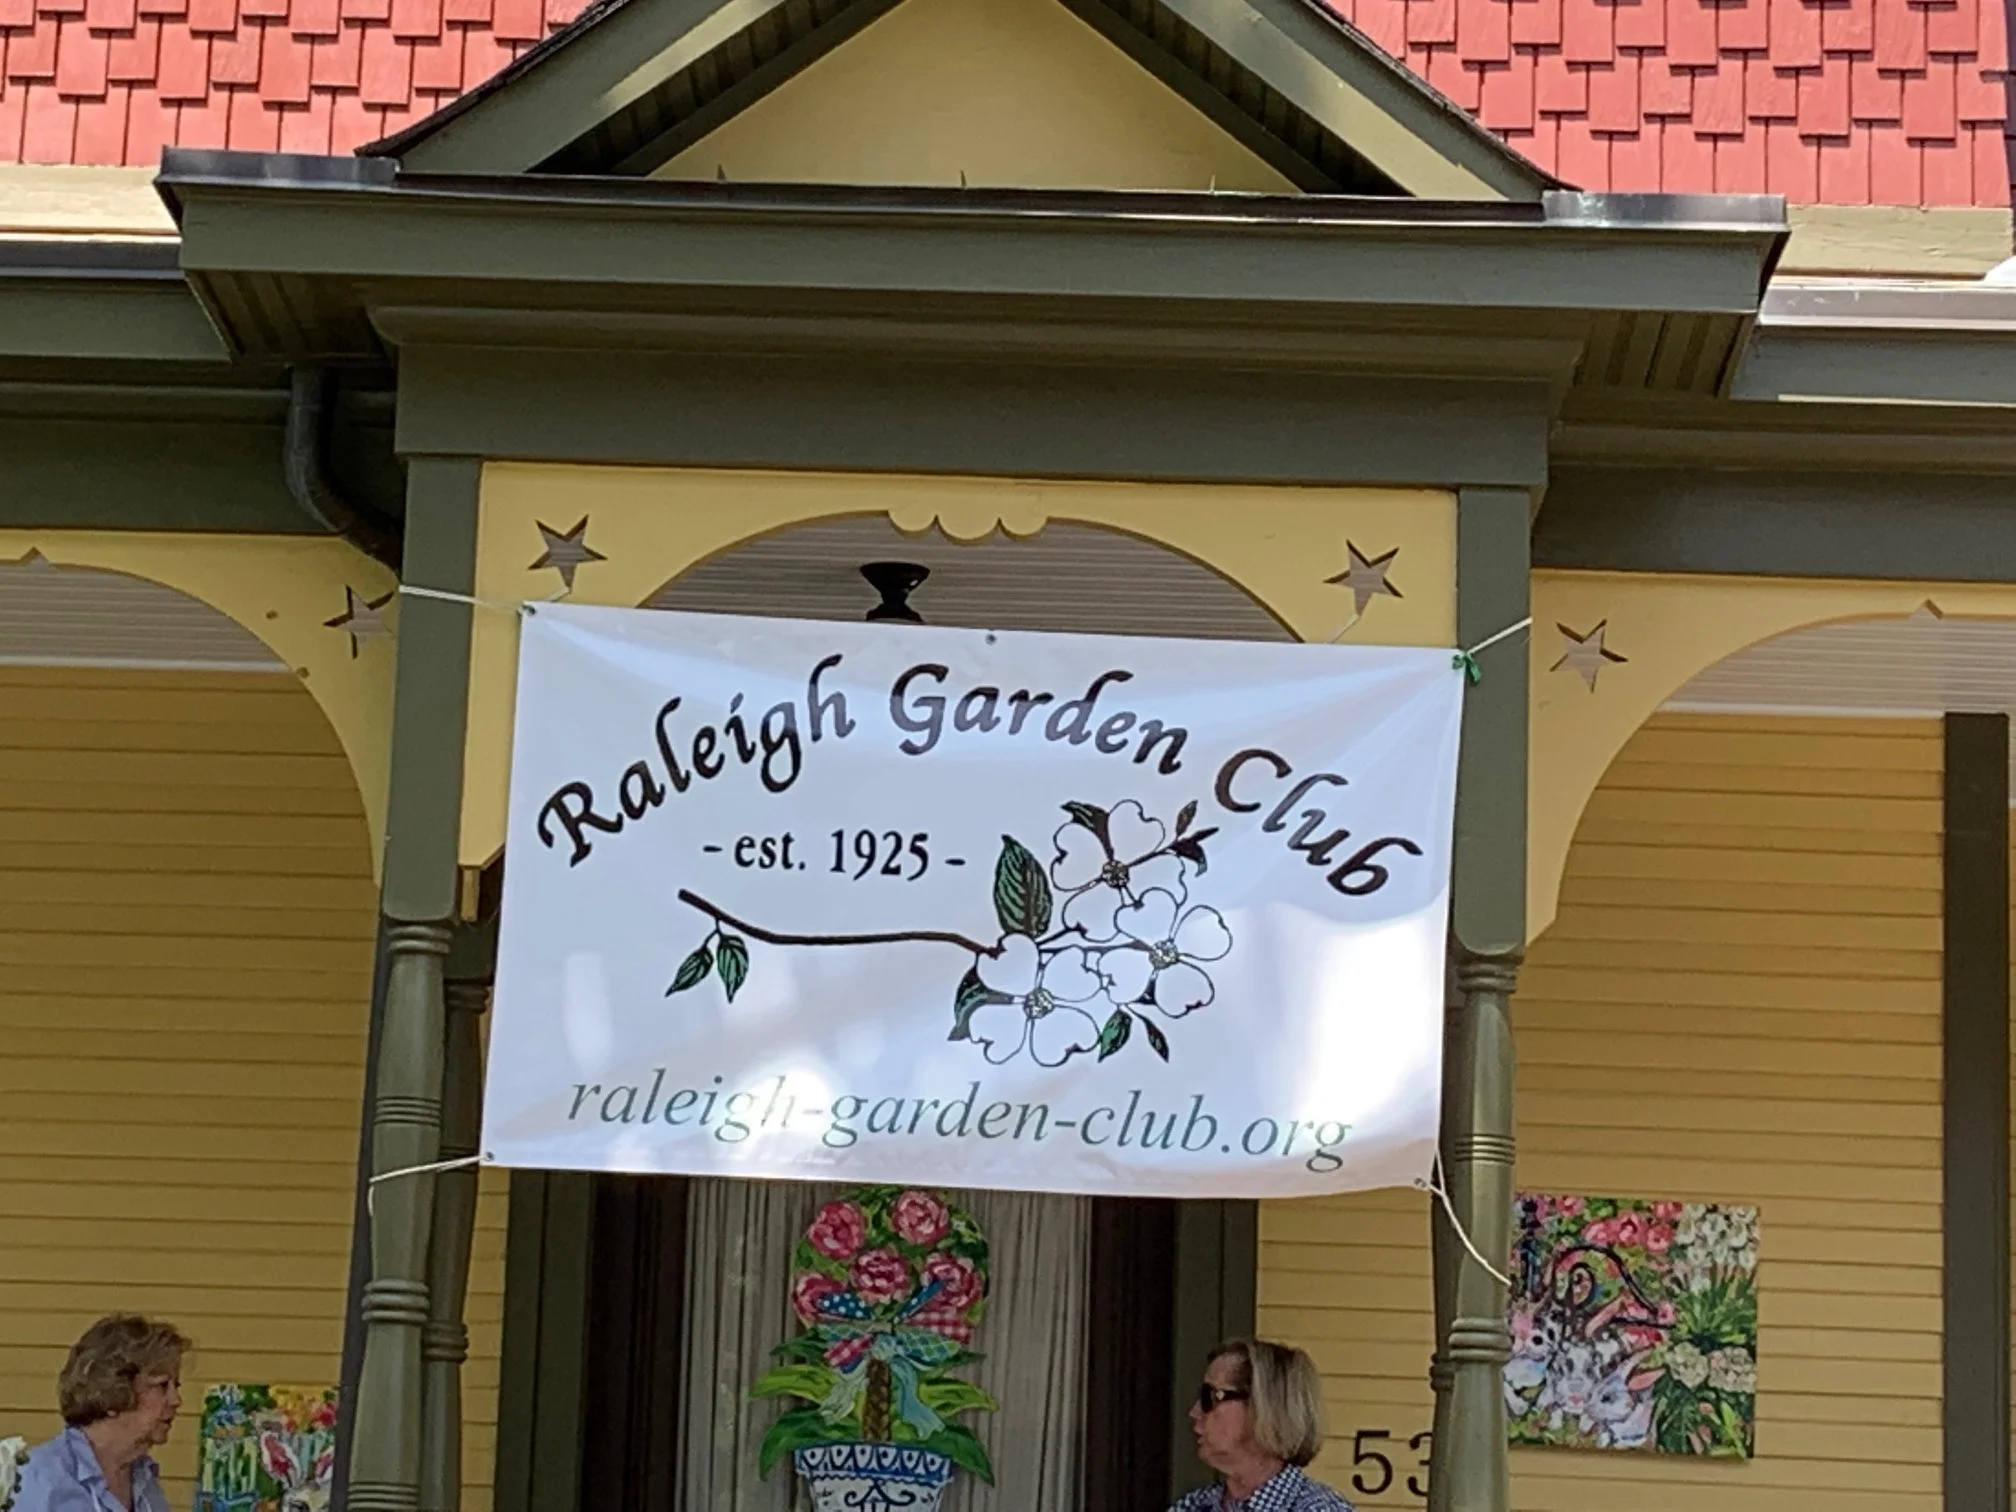 Raleigh Garden Club
- est. 1925 -
raleigh-garden-club.org
53